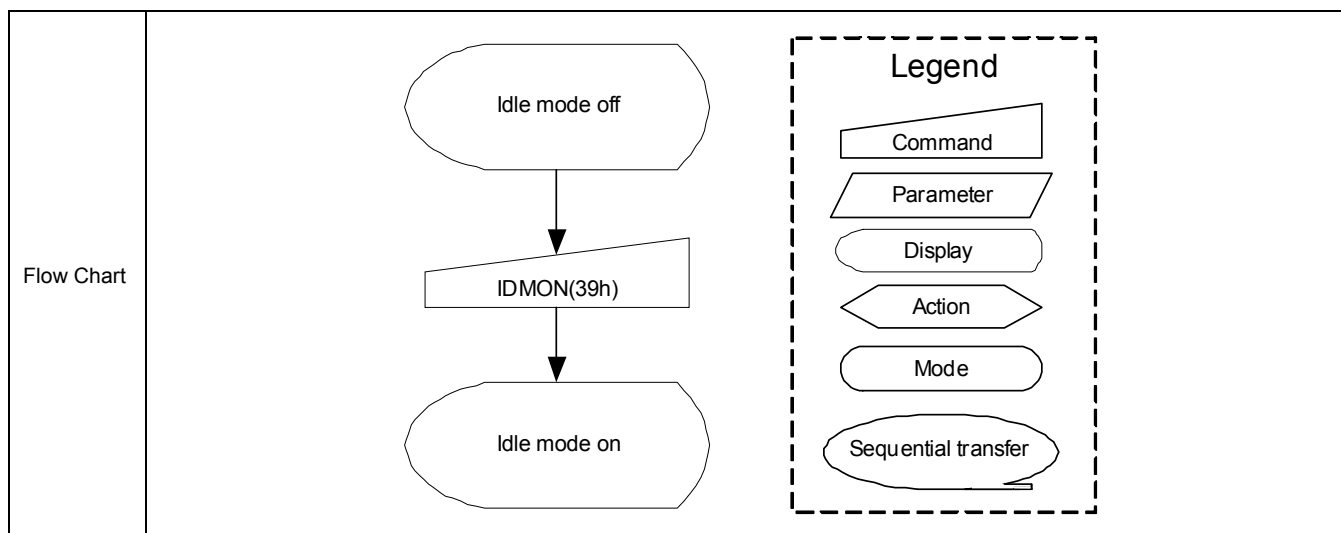 Flow Chart
Idle mode off
IDMON(39h)
Idle mode on
Legend
Command
Parameter
Display
Action
Mode
Sequential transfer